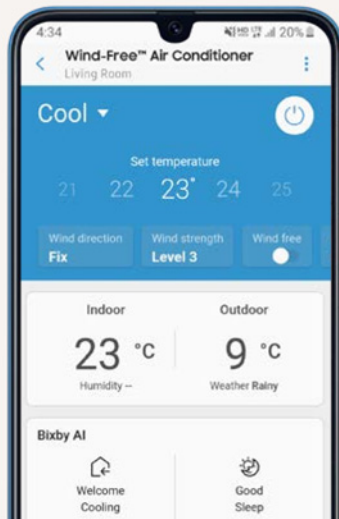 4:34
20%
Wind-Free™ Air Conditioner
Living Room
Cool
Set temperature
21 22 23° 24 25
Wind direction Wind strength Wind free
Fix Level 3
Indoor Outdoor
23 °C 9 °C
Humidity -- Weather Rainy
Bixby AI
Welcome Good
Cooling Sleep